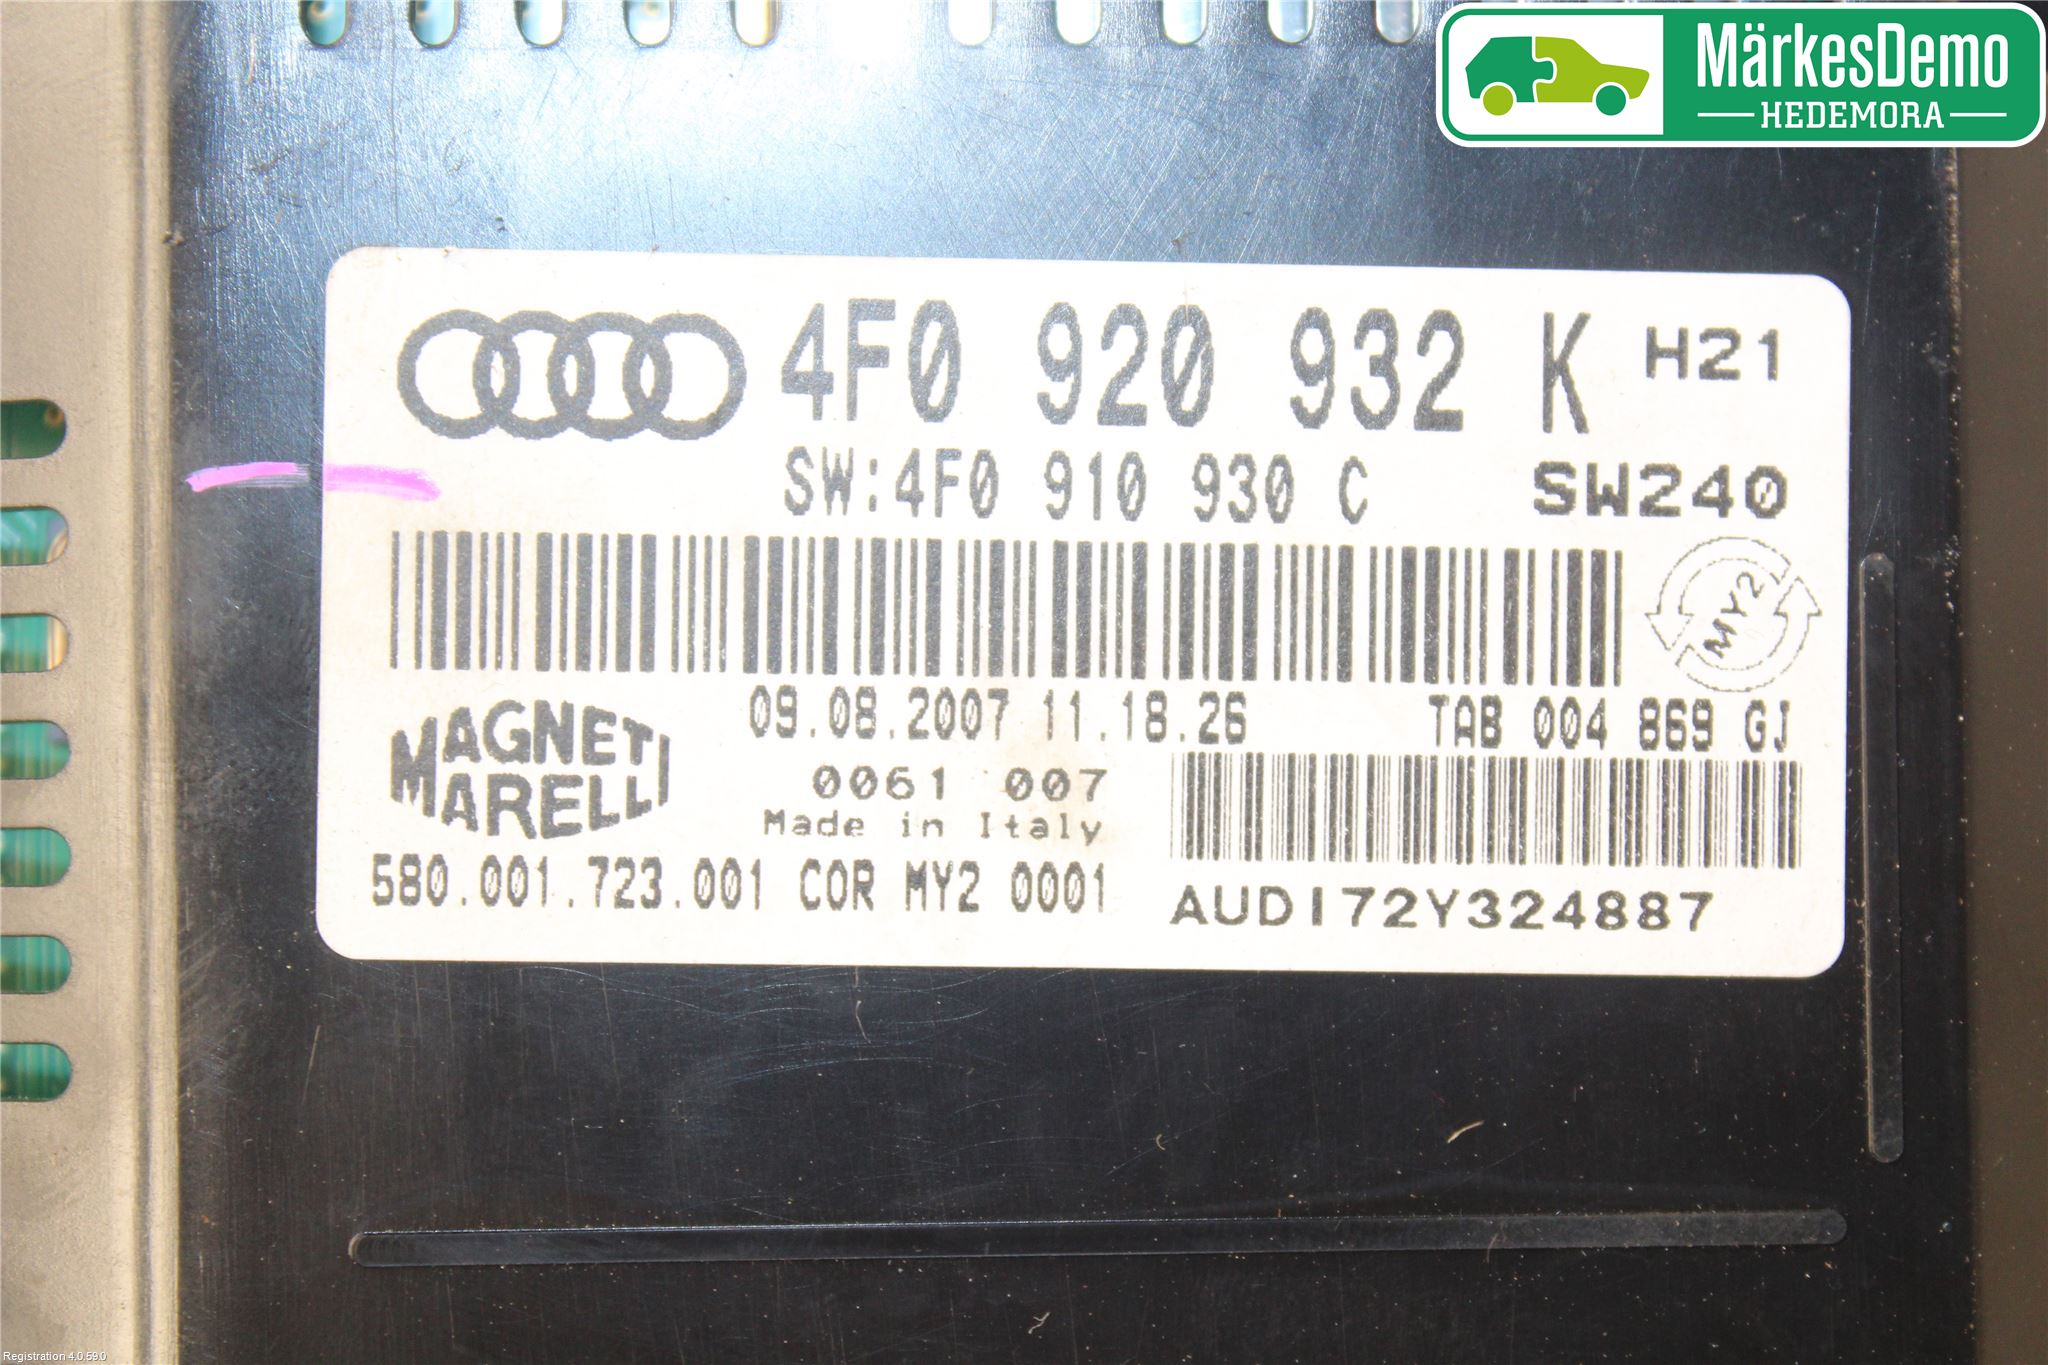 MärkesDemo
HEDEMORA
4F0 920 932 K H21
SW:4F0 910 930 C SW240
MY2
09.08.2007 11.18.26 TAB 004 869 GJ
MAGNETI
MARELLI
0061 007
Made in Italy
580.001.723.001 COR MY2 0001
AUDI72Y324887
Registration 4.0.59.0